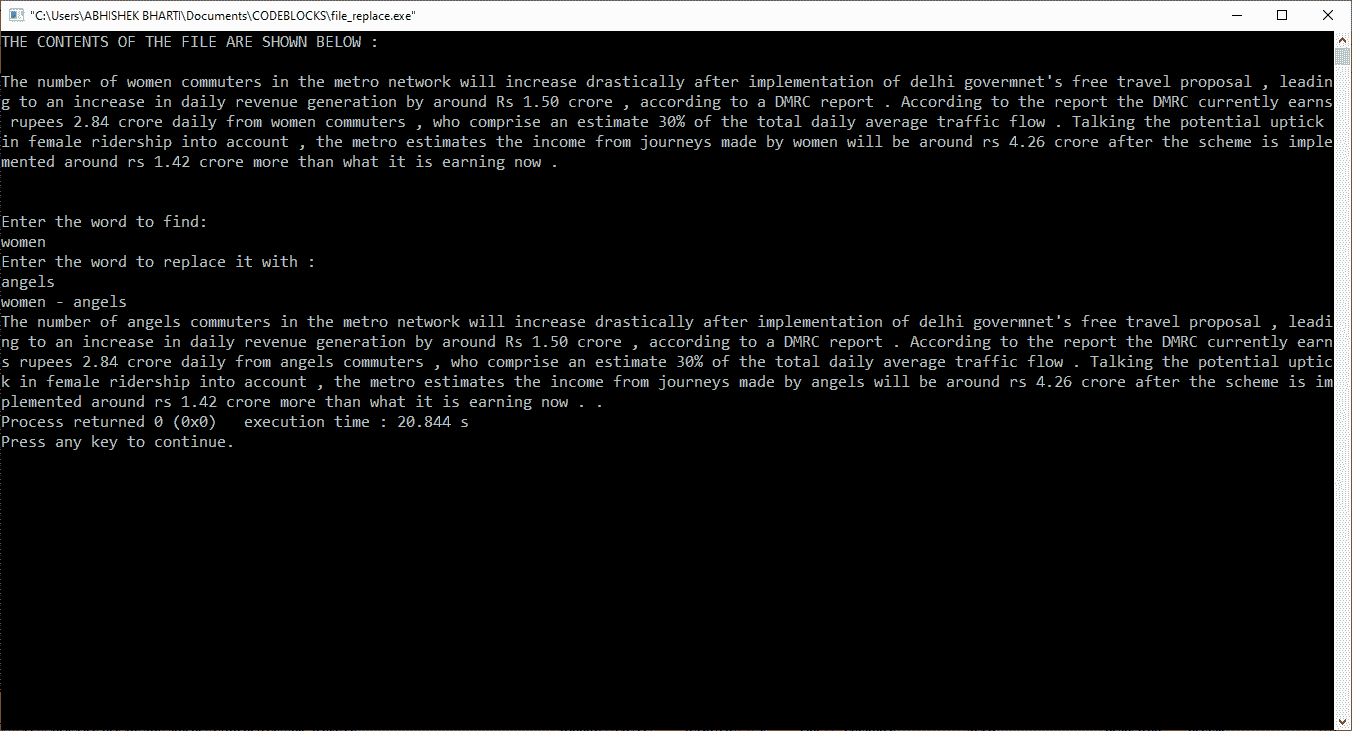 "C:\Users\ABHISHEK BHARTI\Documents\CODEBLOCKS\file_replace.exe"
THE CONTENTS OF THE FILE ARE SHOWN BELOW :
The number of women commuters in the metro network will increase drastically after implementation of delhi govermnet's free travel proposal , leadin
g to an increase in daily revenue generation by around Rs 1.50 crore , according to a DMRC report . According to the report the DMRC currently earns
rupees 2.84 crore daily from women commuters , who comprise an estimate 30% of the total daily average traffic flow . Talking the potential uptick
in female ridership into account , the metro estimates the income from journeys made by women will be around rs 4.26 crore after the scheme is imple
mented around rs 1.42 crore more than what it is earning now .
Enter the word to find:
women
Enter the word to replace it with :
angels
women - angels
The number of angels commuters in the metro network will increase drastically after implementation of delhi govermnet's free travel proposal , leadi
ng to an increase in daily revenue generation by around Rs 1.50 crore , according to a DMRC report . According to the report the DMRC currently earn
s rupees 2.84 crore daily from angels commuters , who comprise an estimate 30% of the total daily average traffic flow . Talking the potential uptic
k in female ridership into account , the metro estimates the income from journeys made by angels will be around rs 4.26 crore after the scheme is im
plemented around rs 1.42 crore more than what it is earning now . .
Process returned 0 (0x0)   execution time : 20.844 s
Press any key to continue.